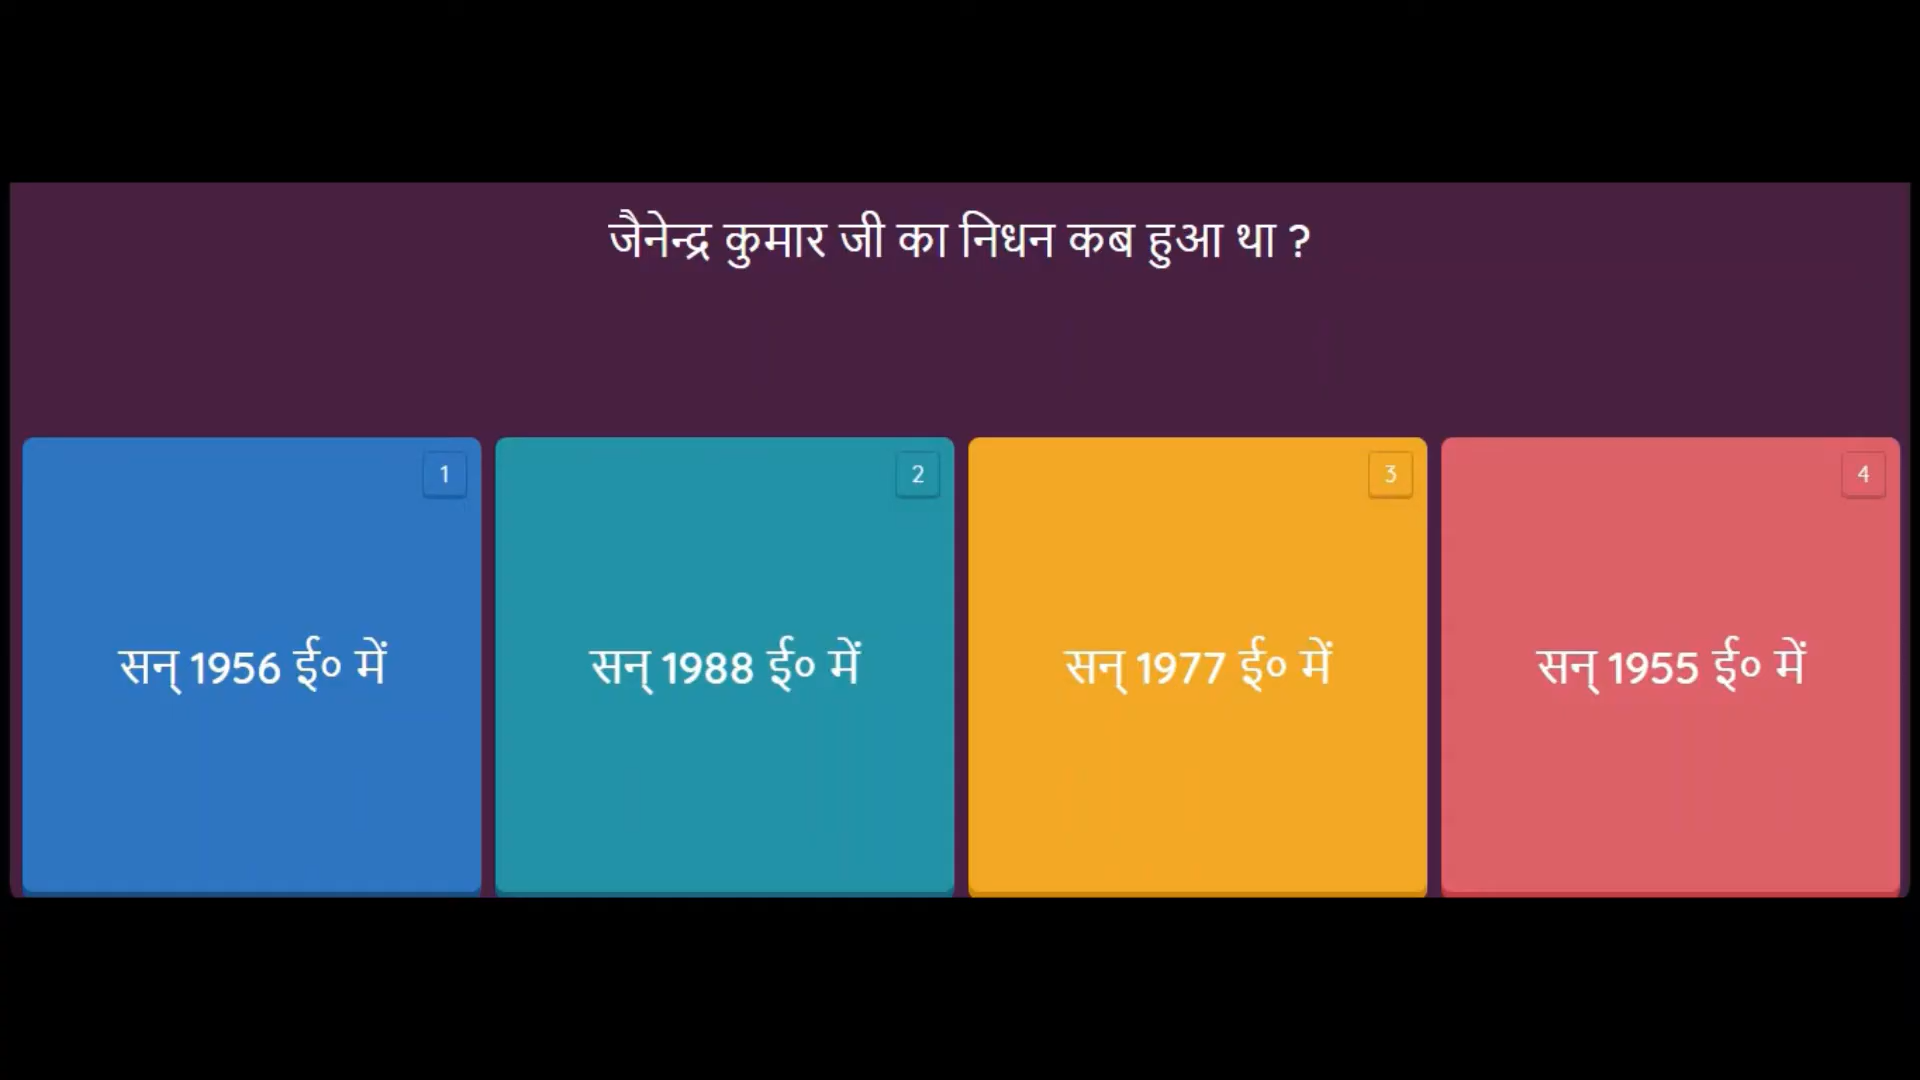 जैनेन्द्र कुमार जी का निधन कब हुआ था ?
1
सन् 1956 ई० में
2
सन् 1988 ई० में
3
सन् 1977 ई० में
4
सन् 1955 ई० में